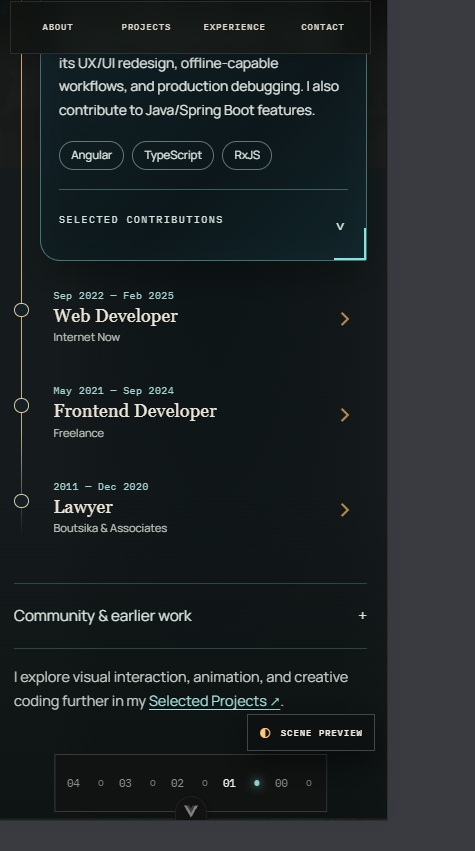 ABOUT PROJECTS EXPERIENCE CONTACT
its UX/UI redesign, offline-capable
workflows, and production debugging. I also
contribute to Java/Spring Boot features.
Angular TypeScript RxJS
SELECTED CONTRIBUTIONS
Sep 2022 — Feb 2025
Web Developer
Internet Now
May 2021 — Sep 2024
Frontend Developer
Freelance
2011 — Dec 2020
Lawyer
Boutsika & Associates
Community & earlier work +
I explore visual interaction, animation, and creative
coding further in my Selected Projects ↗.
SCENE PREVIEW
04 03 02 01 00